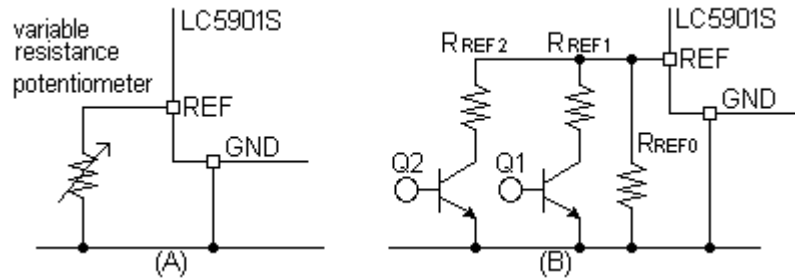 variable
resistance
potentiometer
LC5901S
REF
GND
(A)
LC5901S
RREF2
RREF1
REF
GND
RREF0
Q2
Q1
(B)